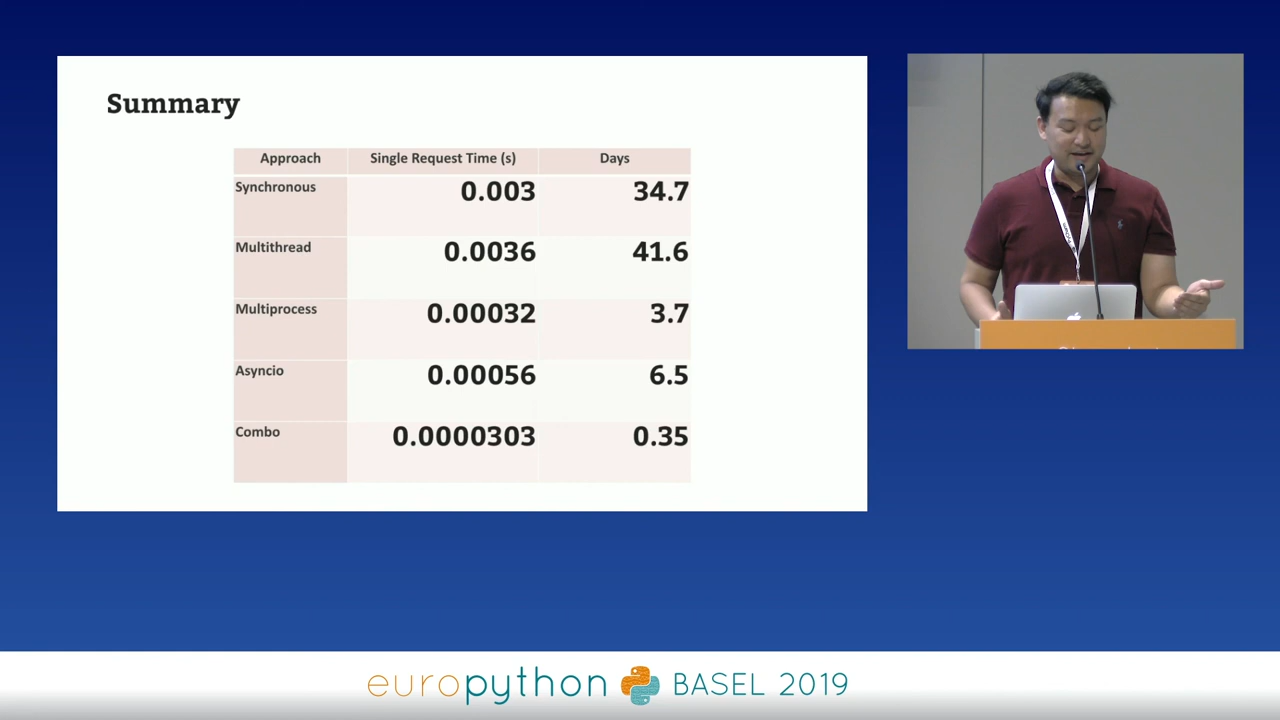 Summary
Approach Single Request Time (s) Days
Synchronous 0.003 34.7
Multithread 0.0036 41.6
Multiprocess 0.00032 3.7
Asyncio 0.00056 6.5
Combo 0.0000303 0.35
europython BASEL 2019